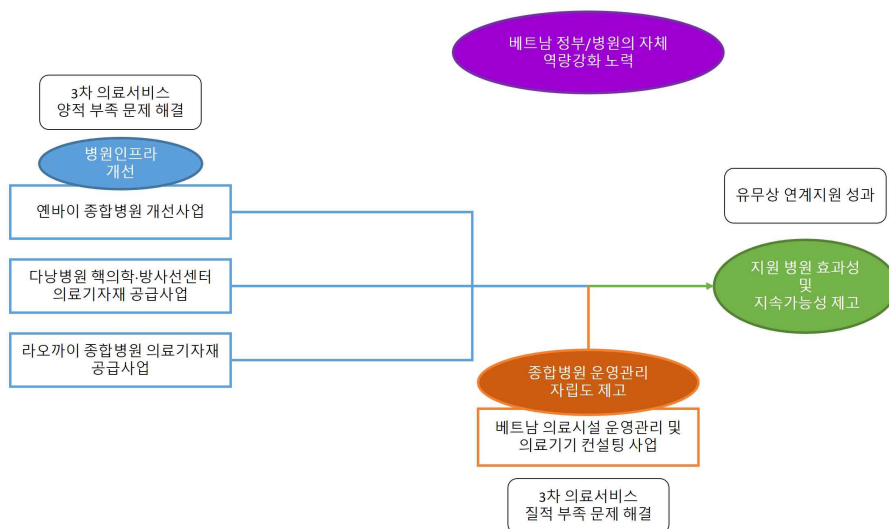 베트남 정부/병원의 자체
역량강화 노력
3차 의료서비스
양적 부족 문제 해결
병원인프라
개선
옌바이 종합병원 개선사업
유무상 연계지원 성과
다낭병원 핵의학·방사선센터
의료기자재 공급사업
지원 병원 효과성
및
지속가능성 제고
라오까이 종합병원 의료기자재
공급사업
종합병원 운영관리
자립도 제고
베트남 의료시설 운영관리 및
의료기기 컨설팅 사업
3차 의료서비스
질적 부족 문제 해결